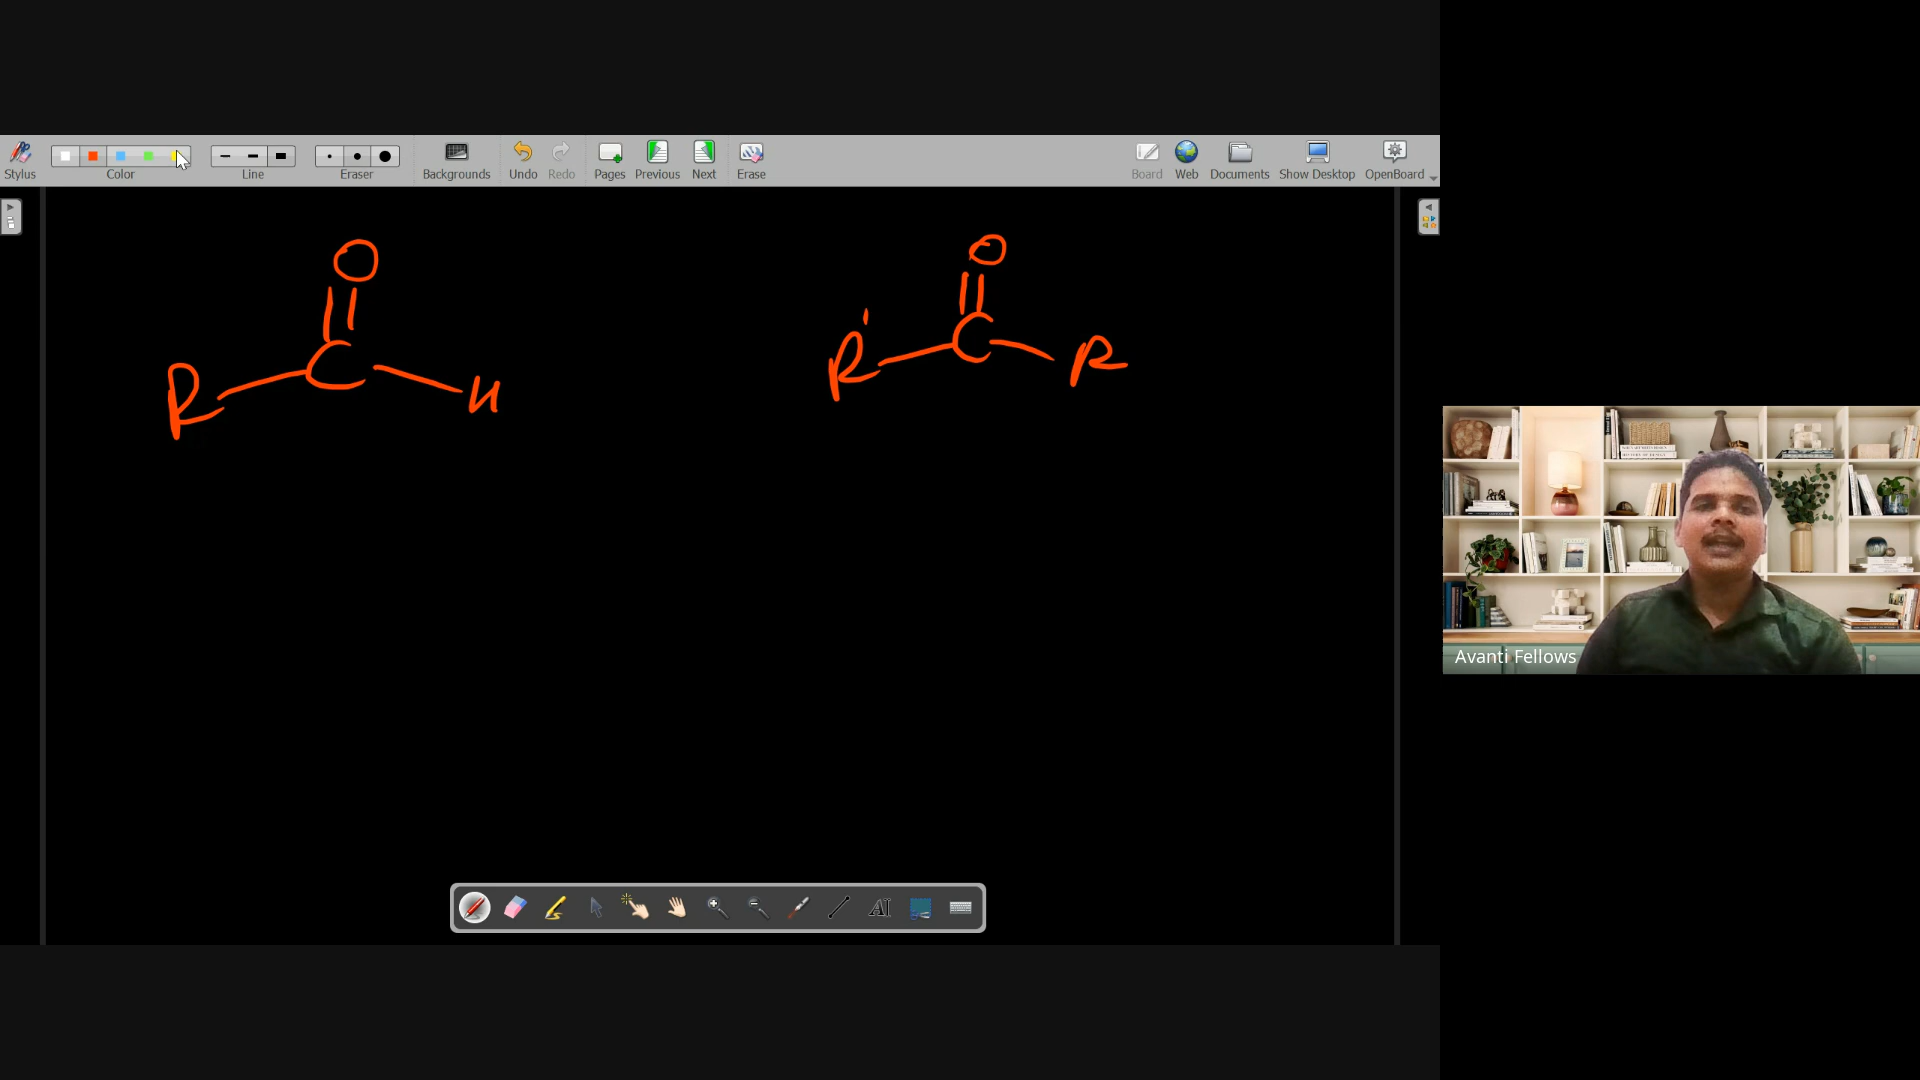 Stylus Color Line Eraser Backgrounds Undo Redo Pages Previous Next Erase Board Web Documents Show Desktop OpenBoard
O O
R C H R' C R
AI
Avanti Fellows